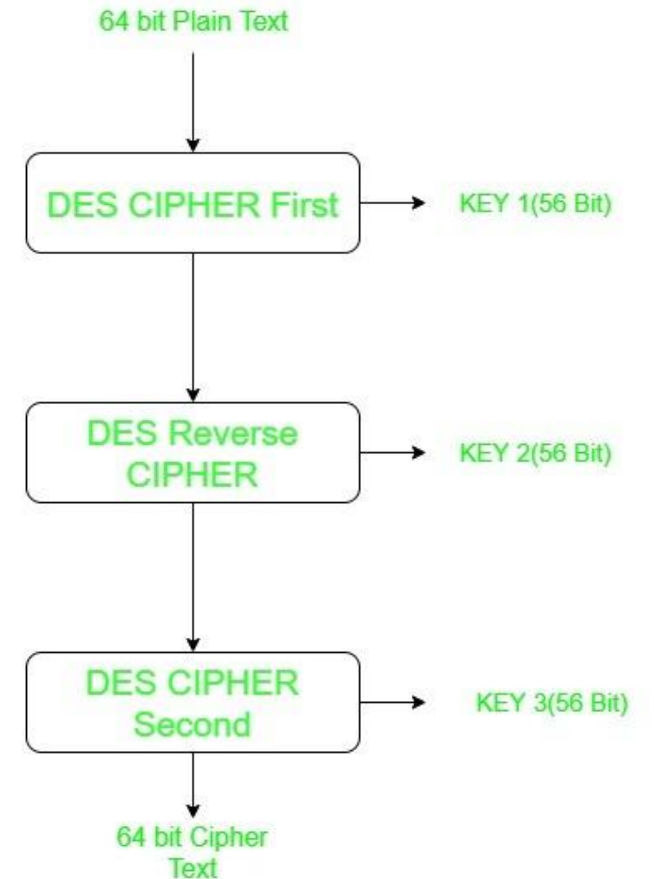 64 bit Plain Text
DES CIPHER First
KEY 1(56 Bit)
DES Reverse
CIPHER
KEY 2(56 Bit)
DES CIPHER
Second
KEY 3(56 Bit)
64 bit Cipher
Text